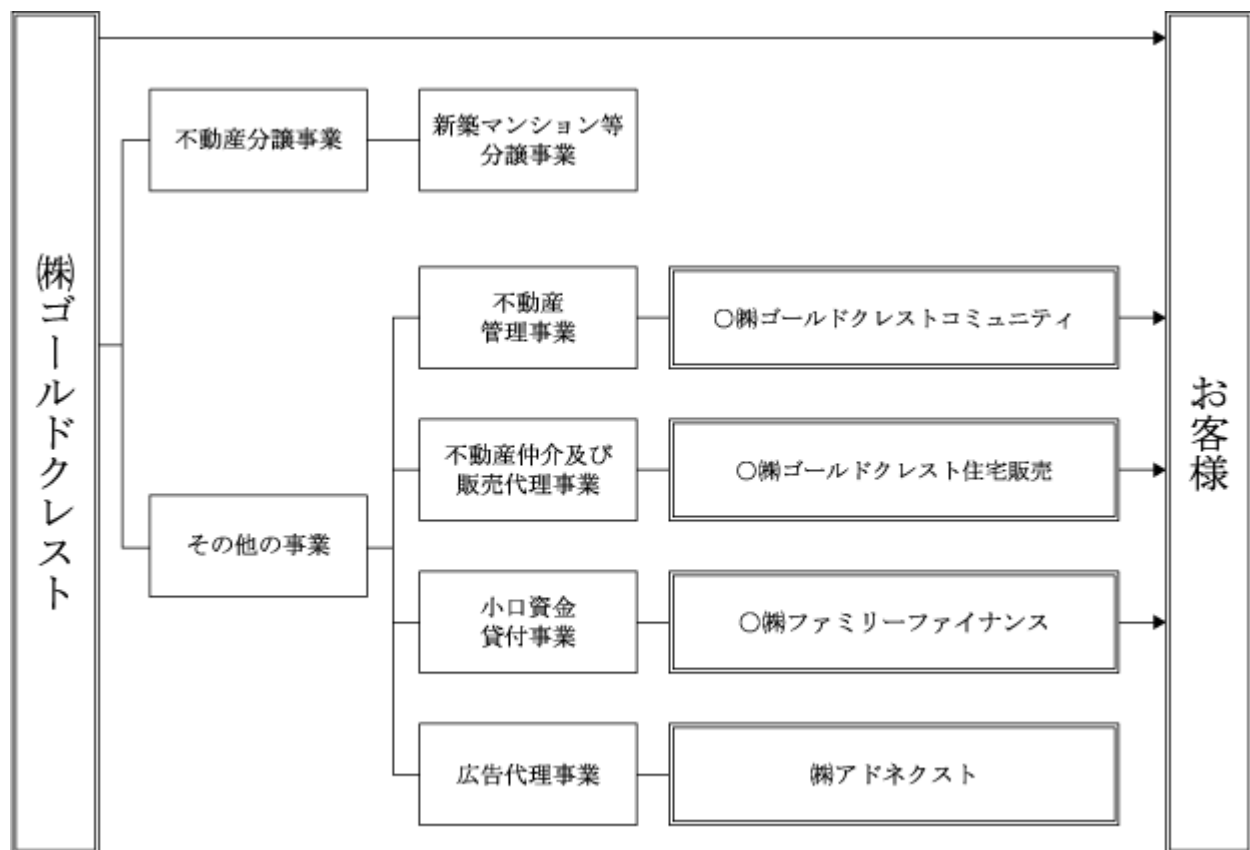 ㈱ゴールドクレスト
不動産分譲事業
新築マンション等
分譲事業
その他の事業
不動産
管理事業
○㈱ゴールドクレストコミュニティ
不動産仲介及び
販売代理事業
○㈱ゴールドクレスト住宅販売
小口資金
貸付事業
○㈱ファミリーファイナンス
広告代理事業
㈱アドネクスト
お客様